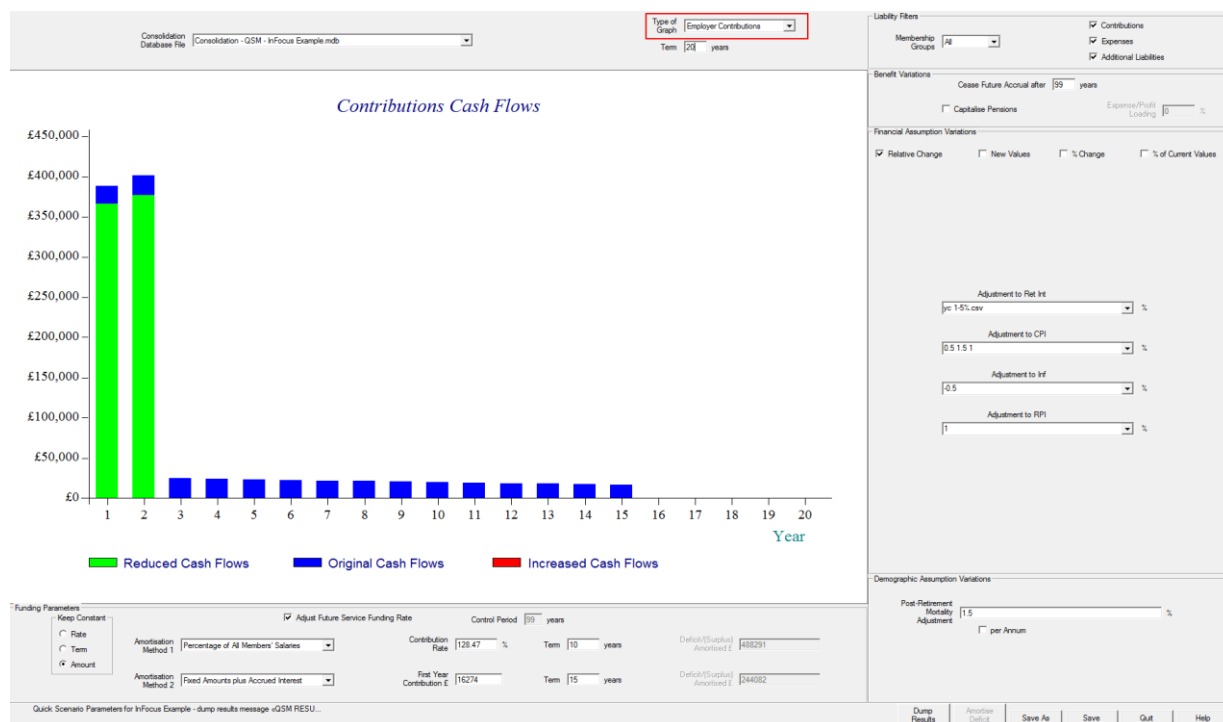 Consolidation
Database File
Consolidation - QSM - InFocus Example.mdb
Type of
Graph
Employer Contributions
Term 20 years
Contributions Cash Flows
£450,000
£400,000
£350,000
£300,000
£250,000
£200,000
£150,000
£100,000
£50,000
£0
1 2 3 4 5 6 7 8 9 10 11 12 13 14 15 16 17 18 19 20
Year
Reduced Cash Flows Original Cash Flows Increased Cash Flows
Liability Filters
Membership
Groups
All
Contributions
Expenses
Additional Liabilities
Benefit Variations
Cease Future Accrual after 99 years
Capitalise Pensions
Expense/Profit
Loading
0 %
Financial Assumption Variations
Relative Change New Values % Change % of Current Values
Adjustment to Ret Int
yc 1-5%.csv %
Adjustment to CPI
0.5 1.5 1 %
Adjustment to Inf
-0.5 %
Adjustment to RPI
1 %
Demographic Assumption Variations
Post-Retirement
Mortality
Adjustment
1.5 %
per Annum
Funding Parameters
Keep Constant
Rate
Term
Amount
Adjust Future Service Funding Rate
Control Period 99 years
Amortisation
Method 1
Percentage of All Members' Salaries
Contribution
Rate
128.47 %
Term 10 years
Deficit/(Surplus)
Amortised £
488291
Amortisation
Method 2
Fixed Amounts plus Accrued Interest
First Year
Contribution £
16274
Term 15 years
Deficit/(Surplus)
Amortised £
244082
Quick Scenario Parameters for InFocus Example - dump results message <QSM RESU...
Dump
Results
Amortise
Deficit
Save As Save Quit Help